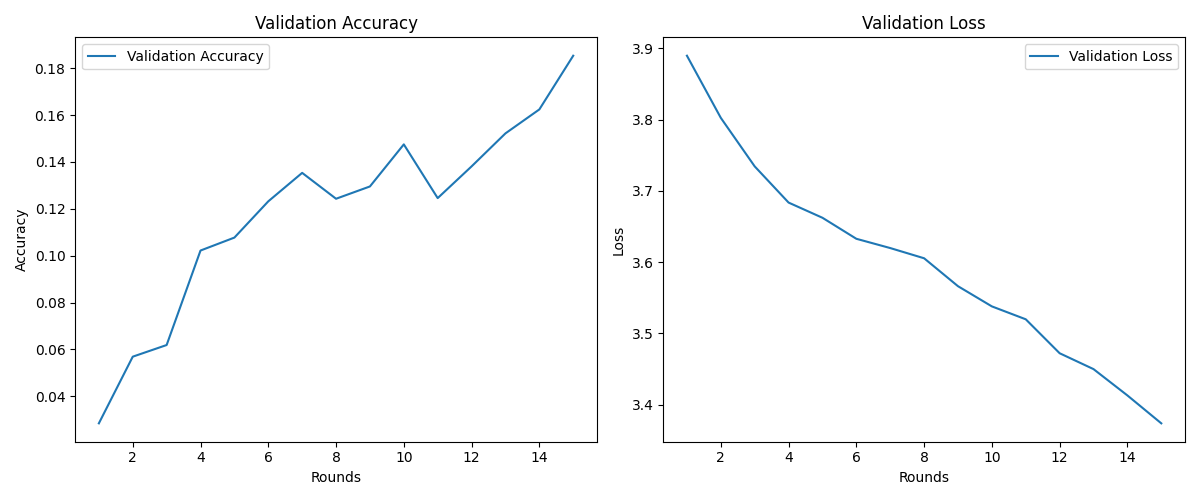 Validation Accuracy
Validation Accuracy
0.18
0.16
0.14
0.12
0.10
0.08
0.06
0.04
Accuracy
2 4 6 8 10 12 14
Rounds
Validation Loss
Validation Loss
3.9
3.8
3.7
3.6
3.5
3.4
Loss
2 4 6 8 10 12 14
Rounds